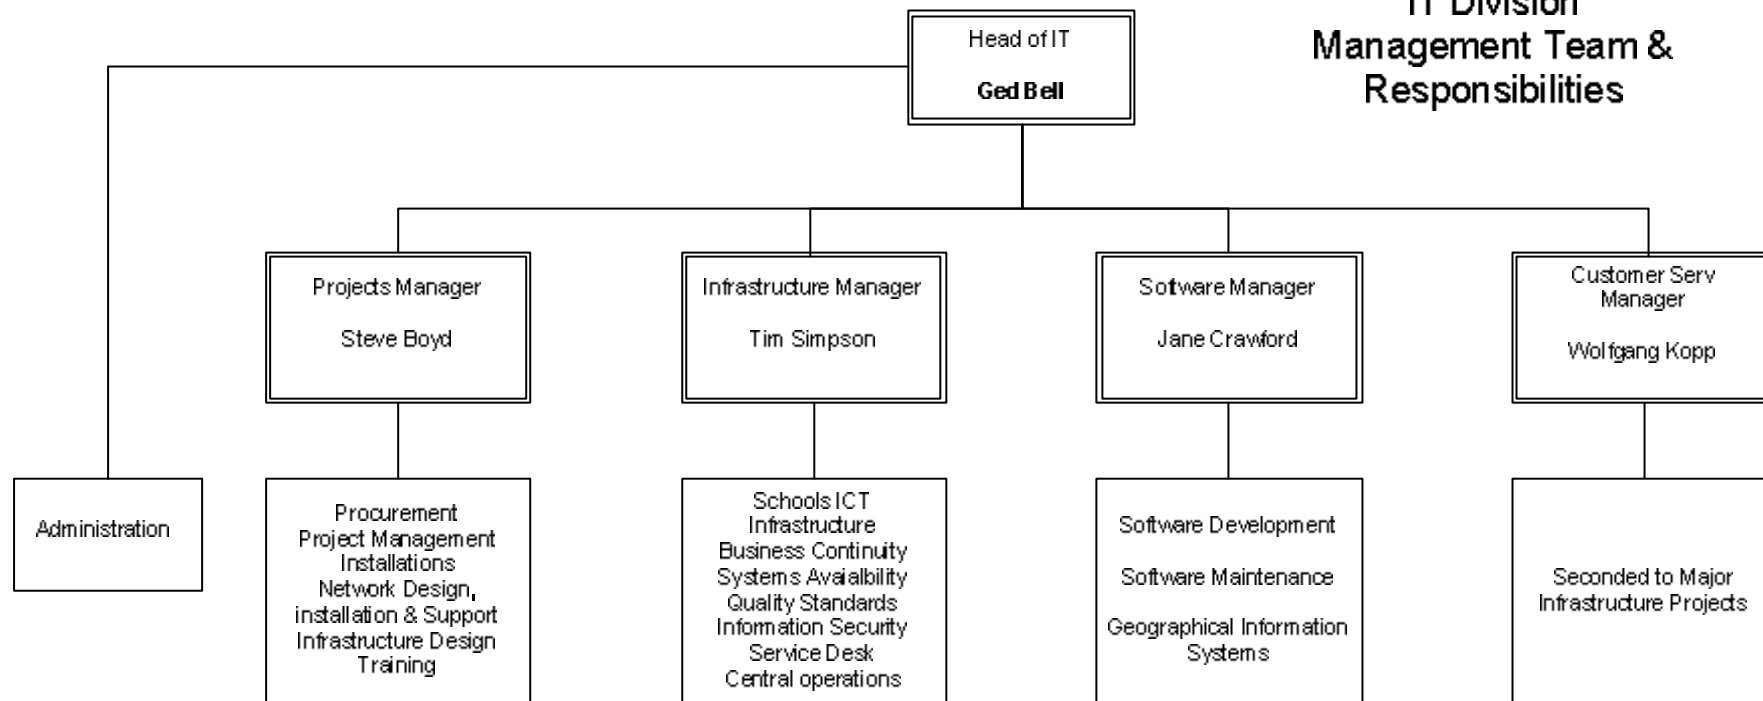 IT Division
Management Team &
Responsibilities
Head of IT
Ged Bell
Projects Manager
Steve Boyd
Infrastructure Manager
Tim Simpson
Software Manager
Jane Crawford
Customer Serv
Manager
Wolfgang Kopp
Administration
Procurement
Project Management
Installations
Network Design,
installation & Support
Infrastructure Design
Training
Schools ICT
Infrastructure
Business Continuity
Systems Avaialbility
Quality Standards
Information Security
Service Desk
Central operations
Software Development
Software Maintenance
Geographical Information
Systems
Seconded to Major
Infrastructure Projects